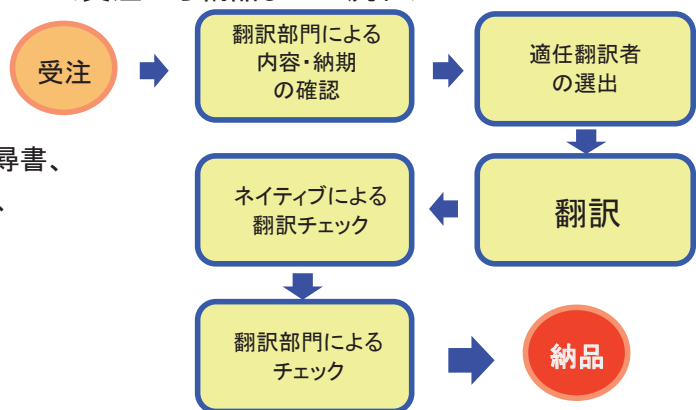 受注
翻訳部門による
内容・納期
の確認
適任翻訳者
の選出
尋書、
、
翻訳
ネイティブによる
翻訳チェック
翻訳部門による
チェック
納品